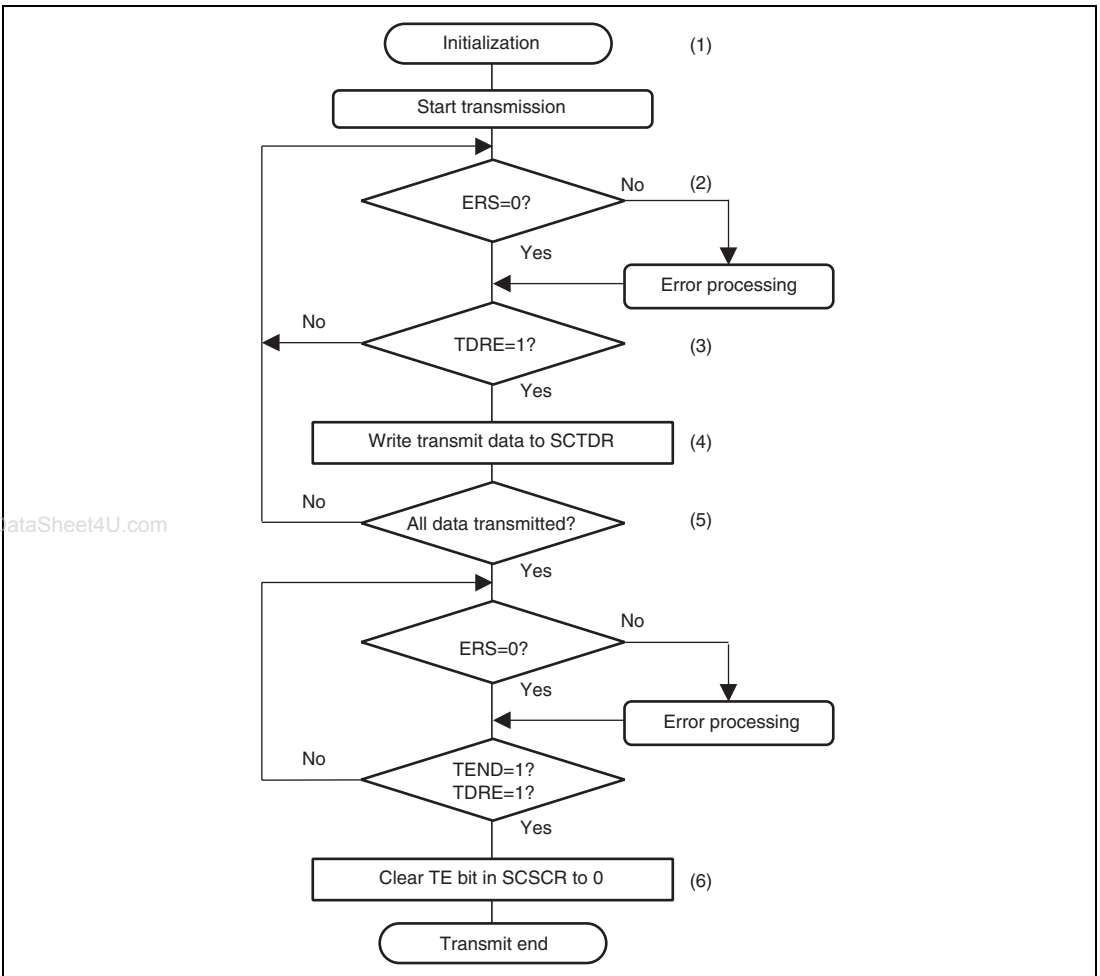 Initialization
(1)
Start transmission
ERS=0?
No
(2)
Yes
Error processing
No
TDRE=1?
(3)
Yes
Write transmit data to SCTDR
(4)
No
All data transmitted?
(5)
DataSheet4U.com
Yes
ERS=0?
No
Yes
Error processing
No
TEND=1?
TDRE=1?
Yes
Clear TE bit in SCSCR to 0
(6)
Transmit end